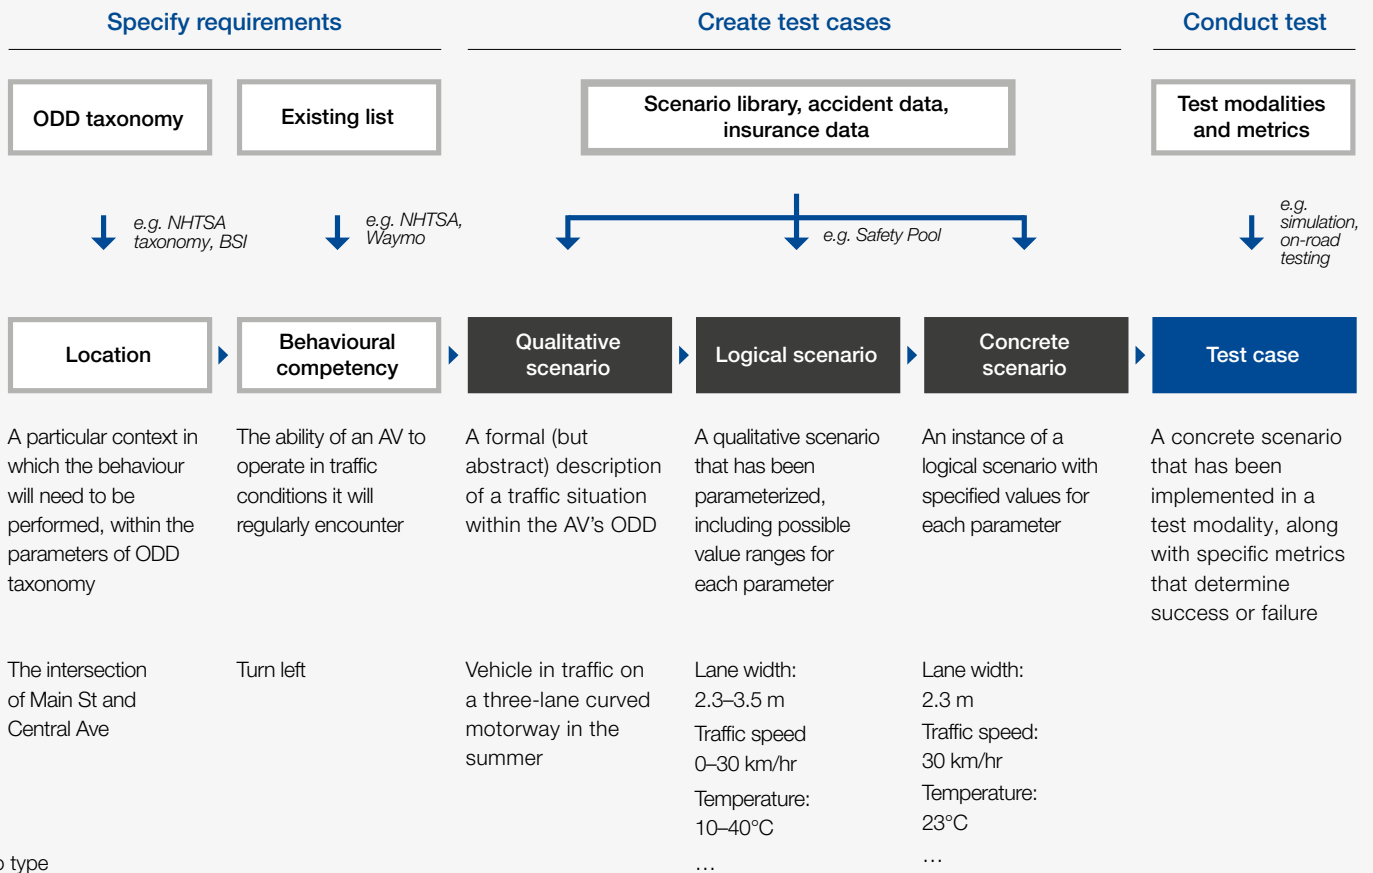 Specify requirements
Create test cases
Conduct test
ODD taxonomy
Existing list
Scenario library, accident data,
insurance data
Test modalities
and metrics
e.g. NHTSA
taxonomy, BSI
e.g. NHTSA,
Waymo
e.g. Safety Pool
e.g.
simulation,
on-road
testing
Location
Behavioural
competency
Qualitative
scenario
Logical scenario
Concrete
scenario
Test case
A particular context in
which the behaviour
will need to be
performed, within the
parameters of ODD
taxonomy
The ability of an AV to
operate in traffic
conditions it will
regularly encounter
A formal (but
abstract) description
of a traffic situation
within the AV's ODD
A qualitative scenario
that has been
parameterized,
including possible
value ranges for
each parameter
An instance of a
logical scenario with
specified values for
each parameter
A concrete scenario
that has been
implemented in a
test modality, along
with specific metrics
that determine
success or failure
The intersection
of Main St and
Central Ave
Turn left
Vehicle in traffic on
a three-lane curved
motorway in the
summer
Lane width:
2.3–3.5 m
Traffic speed
0–30 km/hr
Temperature:
10–40°C
…
Lane width:
2.3 m
Traffic speed:
30 km/hr
Temperature:
23°C
…
type